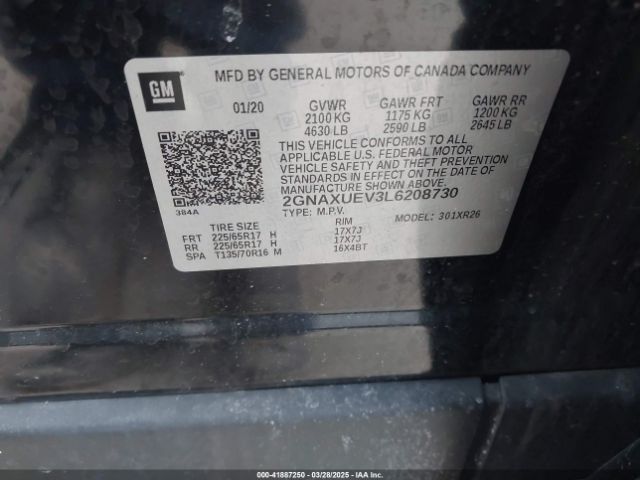 GM
MFD BY GENERAL MOTORS OF CANADA COMPANY
01/20 GVWR GAWR FRT GAWR RR
2100 KG 1175 KG 1200 KG
4630 LB 2590 LB 2645 LB
THIS VEHICLE CONFORMS TO ALL
APPLICABLE U.S. FEDERAL MOTOR
VEHICLE SAFETY AND THEFT PREVENTION
STANDARDS IN EFFECT ON THE DATE OF
MANUFACTURE SHOWN ABOVE.
2GNAXUEV3L6208730
TYPE: M.P.V. MODEL: 301XR26
384A
TIRE SIZE RIM
FRT 225/65R17 H 17X7J
RR 225/65R17 H 17X7J
SPA T135/70R16 M 16X4BT
000-41887250 — 03/28/2025 — IAAI.COM